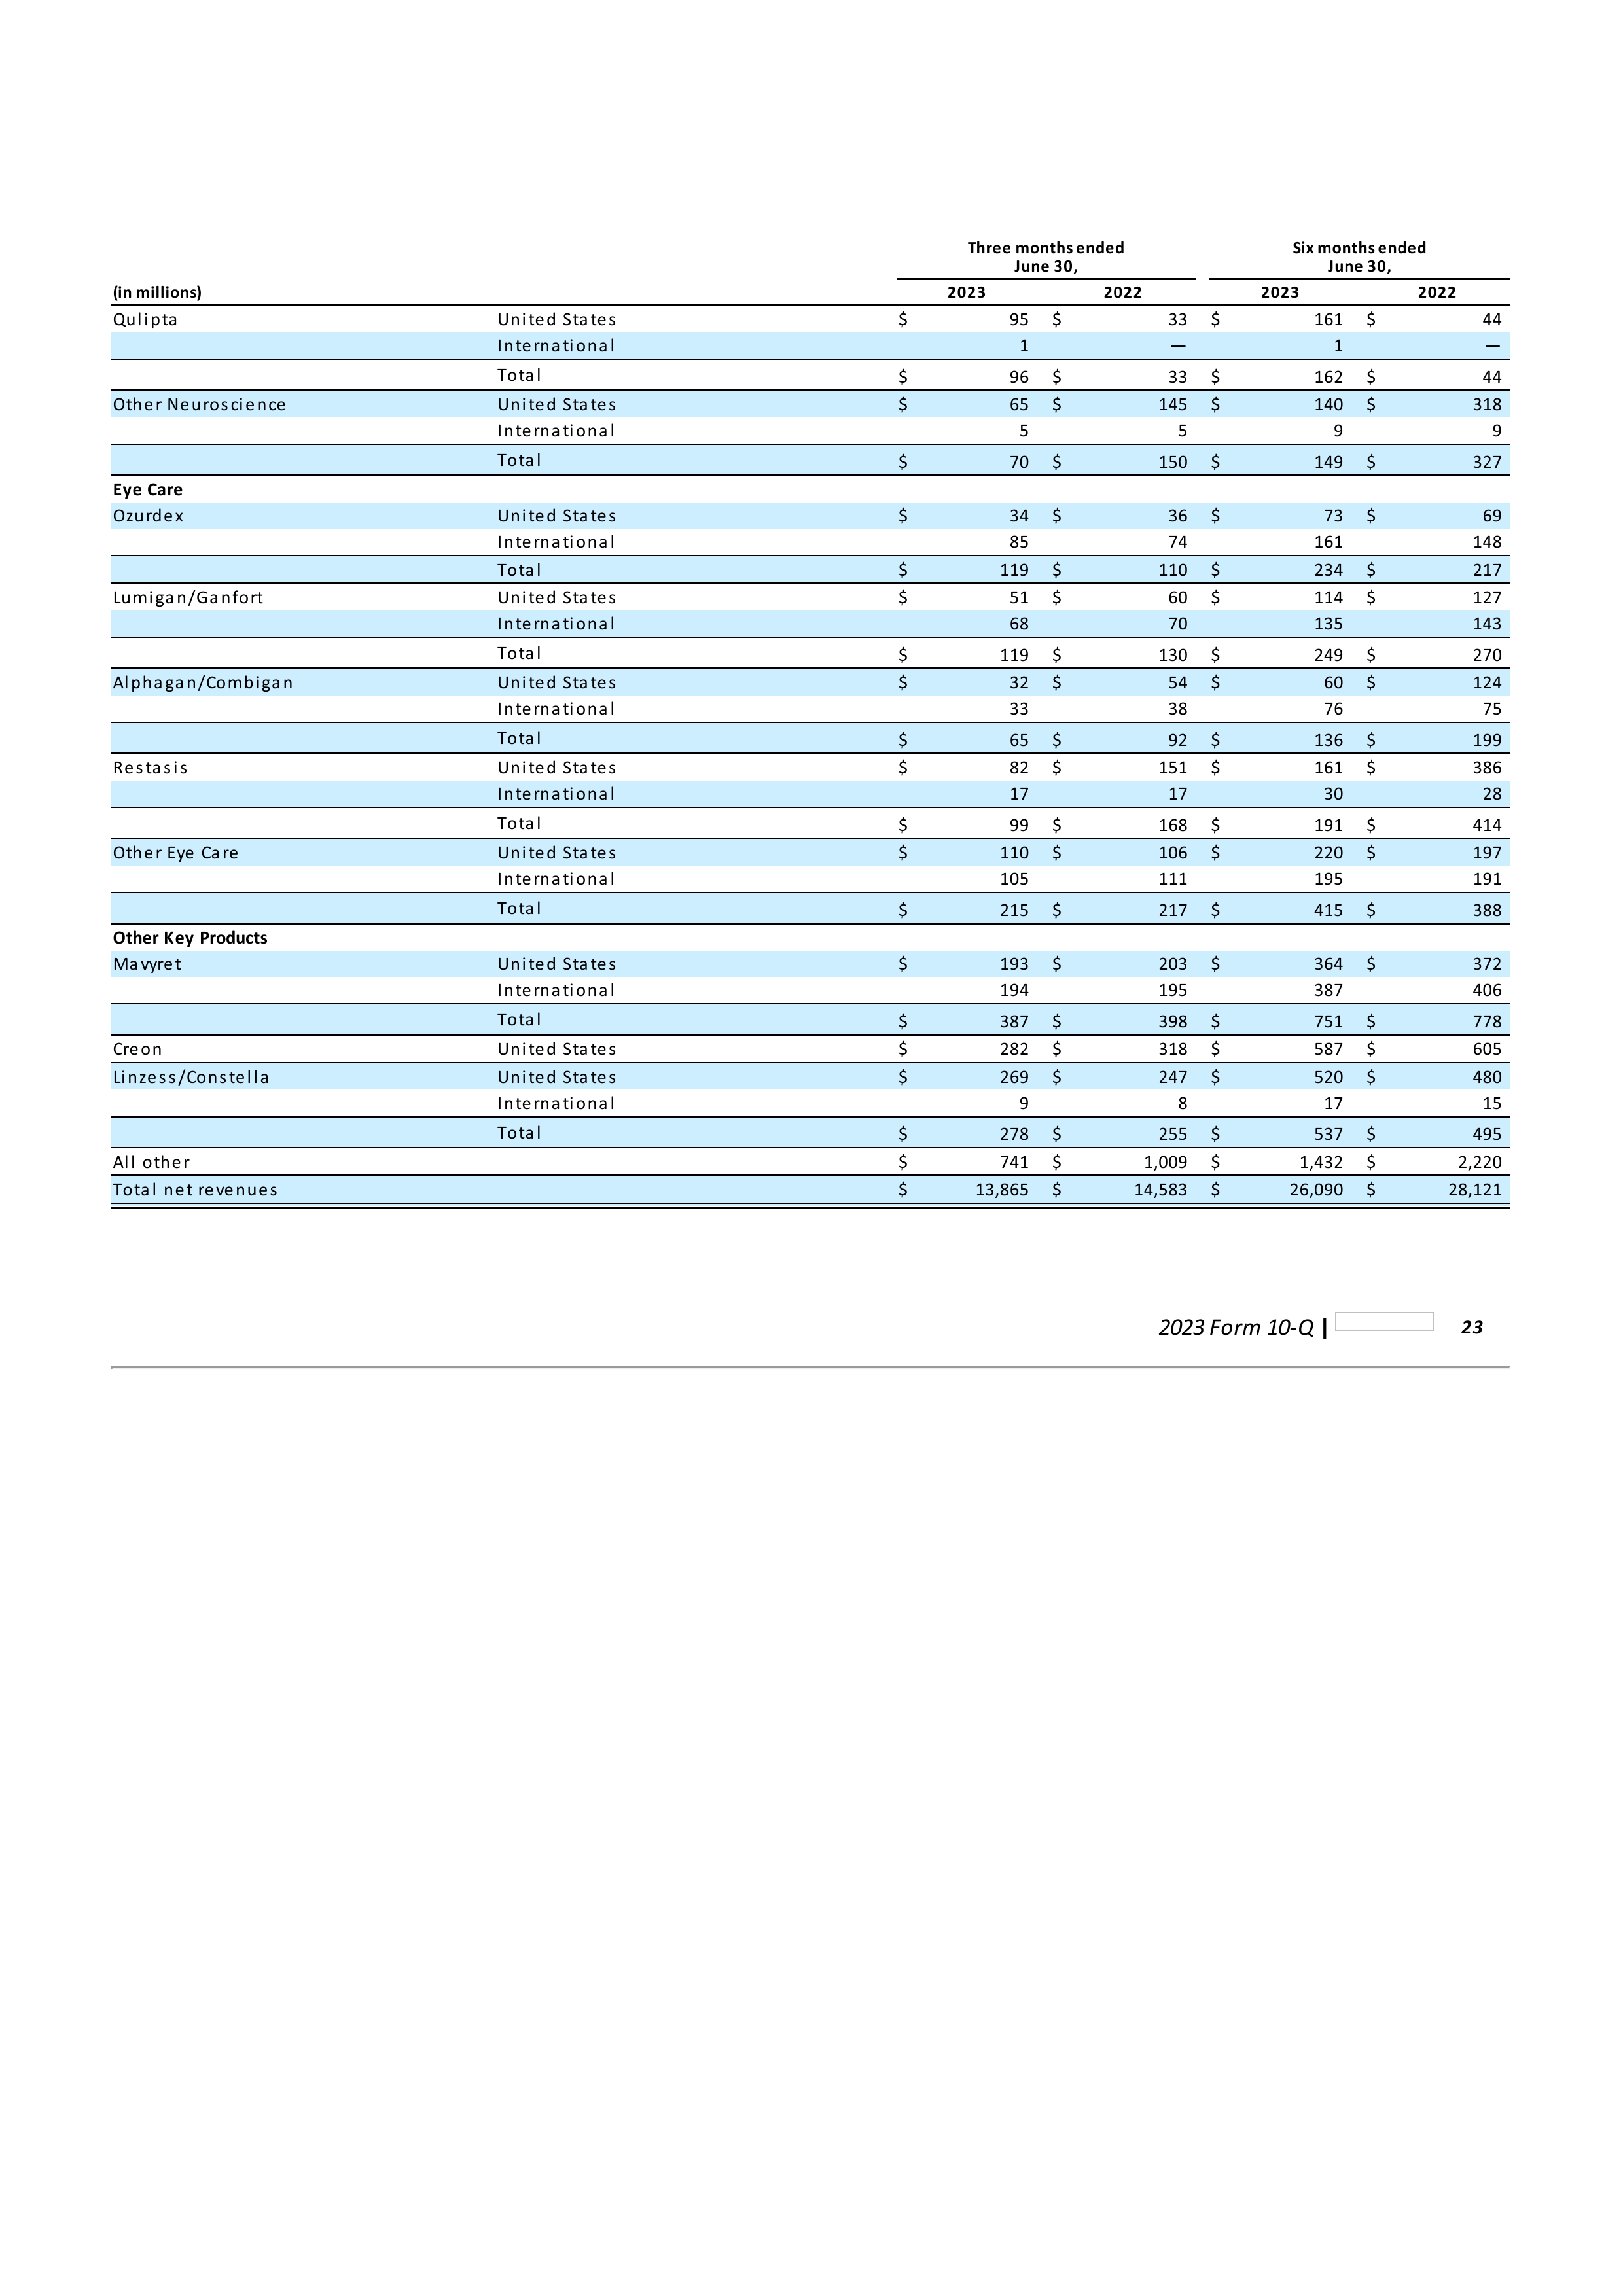 Three months ended Six months ended
June 30, June 30,
(in millions) 2023 2022 2023 2022
Qulipta United States $ 95 $ 33 $ 161 $ 44
International 1 — 1 —
Total $ 96 $ 33 $ 162 $ 44
Other Neuroscience United States $ 65 $ 145 $ 140 $ 318
International 5 5 9 9
Total $ 70 $ 150 $ 149 $ 327
Eye Care
Ozurdex United States $ 34 $ 36 $ 73 $ 69
International 85 74 161 148
Total $ 119 $ 110 $ 234 $ 217
Lumigan/Ganfort United States $ 51 $ 60 $ 114 $ 127
International 68 70 135 143
Total $ 119 $ 130 $ 249 $ 270
Alphagan/Combigan United States $ 32 $ 54 $ 60 $ 124
International 33 38 76 75
Total $ 65 $ 92 $ 136 $ 199
Restasis United States $ 82 $ 151 $ 161 $ 386
International 17 17 30 28
Total $ 99 $ 168 $ 191 $ 414
Other Eye Care United States $ 110 $ 106 $ 220 $ 197
International 105 111 195 191
Total $ 215 $ 217 $ 415 $ 388
Other Key Products
Mavyret United States $ 193 $ 203 $ 364 $ 372
International 194 195 387 406
Total $ 387 $ 398 $ 751 $ 778
Creon United States $ 282 $ 318 $ 587 $ 605
Linzess/Constella United States $ 269 $ 247 $ 520 $ 480
International 9 8 17 15
Total $ 278 $ 255 $ 537 $ 495
All other $ 741 $ 1,009 $ 1,432 $ 2,220
Total net revenues $ 13,865 $ 14,583 $ 26,090 $ 28,121
2023 Form 10-Q | 23